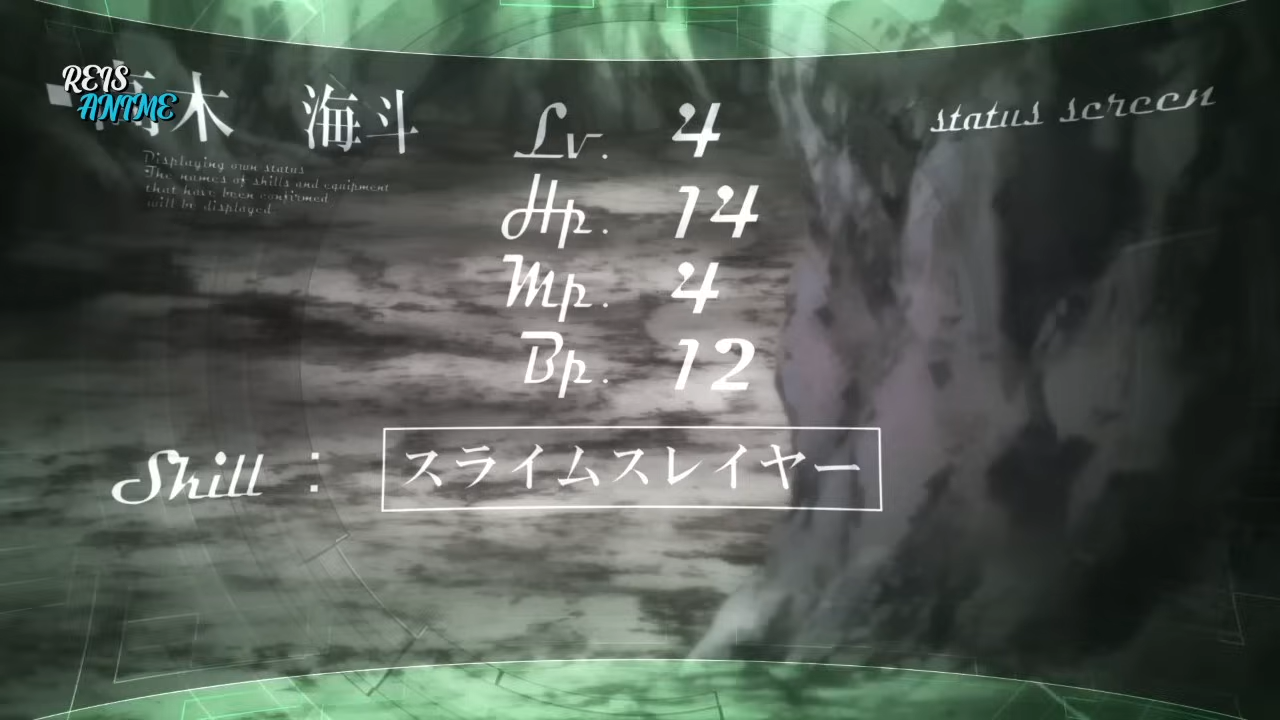 REIS
ANIME
高木 海斗
Displaying own status
The names of skills and equipment
that have been confirmed
will be displayed
status screen
Lv. 4
Hp. 14
Mp. 4
Bp. 12
Skill : スライムスレイヤー